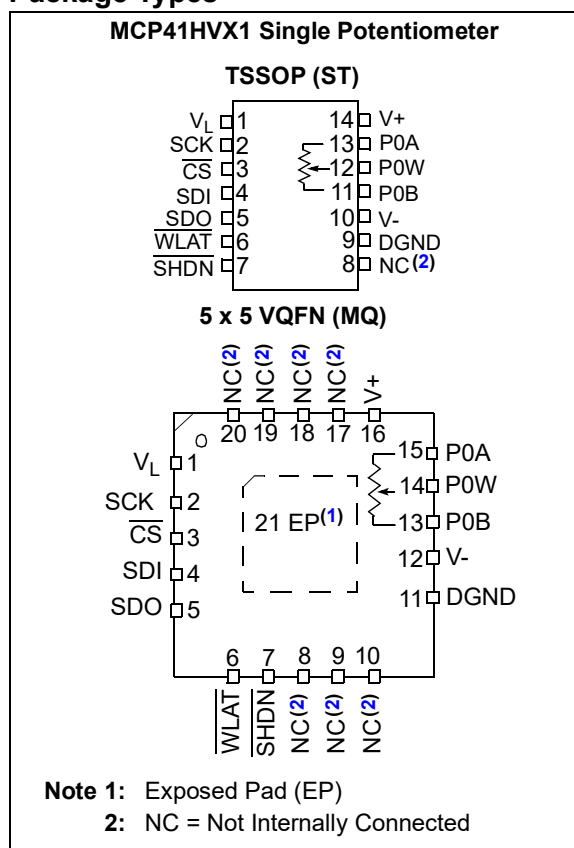 Package Types
MCP41HVX1 Single Potentiometer
TSSOP (ST)
VL 1 14 V+
SCK 2 13 P0A
CS 3 12 P0W
SDI 4 11 P0B
SDO 5 10 V-
WLAT 6 9 DGND
SHDN 7 8 NC(2)
5 x 5 VQFN (MQ)
NC(2) NC(2) NC(2) NC(2) V+
20 19 18 17 16
VL 1 15 P0A
SCK 2 14 P0W
CS 3 21 EP(1) 13 P0B
SDI 4 12 V-
SDO 5 11 DGND
6 7 8 9 10
WLAT SHDN NC(2) NC(2) NC(2)
Note 1: Exposed Pad (EP)
2: NC = Not Internally Connected